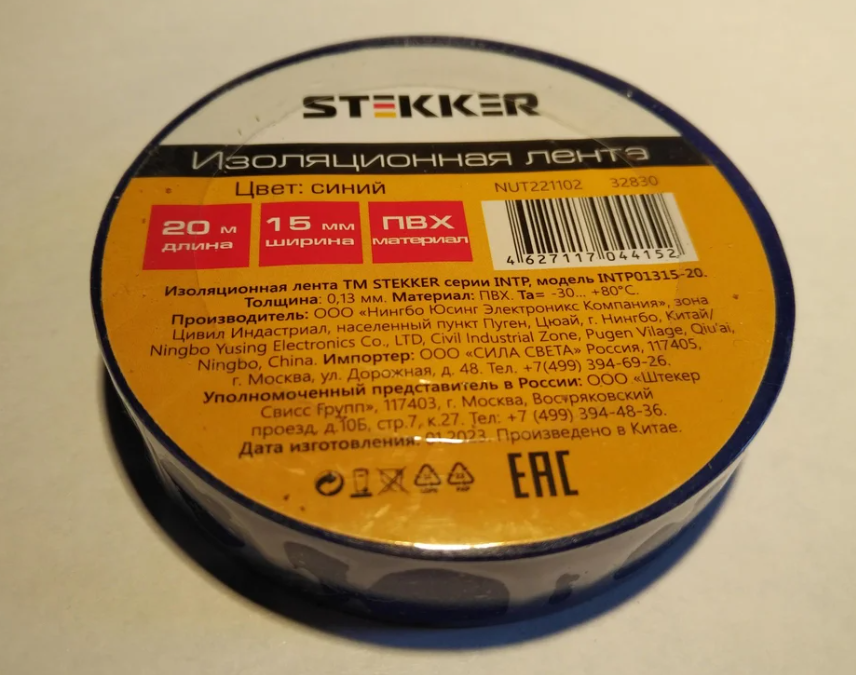 STEKKER
Изоляционная лента
Цвет: синий
NUT221102 32830
20 м
длина
15 мм
ширина
ПВХ
материал
4 627117 044152
Изоляционная лента ТМ STEKKER серии INTP, модель INTP01315-20.
Толщина: 0,13 мм. Материал: ПВХ. Та= -30... +80°С.
Производитель: ООО «Нингбо Юсинг Электроникс Компания», зона
Цивил Индастриал, населенный пункт Пуген, Цюай, г. Нингбо, Китай/
Ningbo Yusing Electronics Co., LTD, Civil Industrial Zone, Pugen Vilage, Qiu'ai,
Ningbo, China. Импортер: ООО «СИЛА СВЕТА» Россия, 117405,
г. Москва, ул. Дорожная, д. 48. Тел. +7(499) 394-69-26.
Уполномоченный представитель в России: ООО «Штекер
Свисс Групп», 117403, г. Москва, Востряковский
проезд, д.10Б, стр.7, к.27. Тел: +7 (499) 394-48-36.
Дата изготовления: 01.2023. Произведено в Китае.
EAC